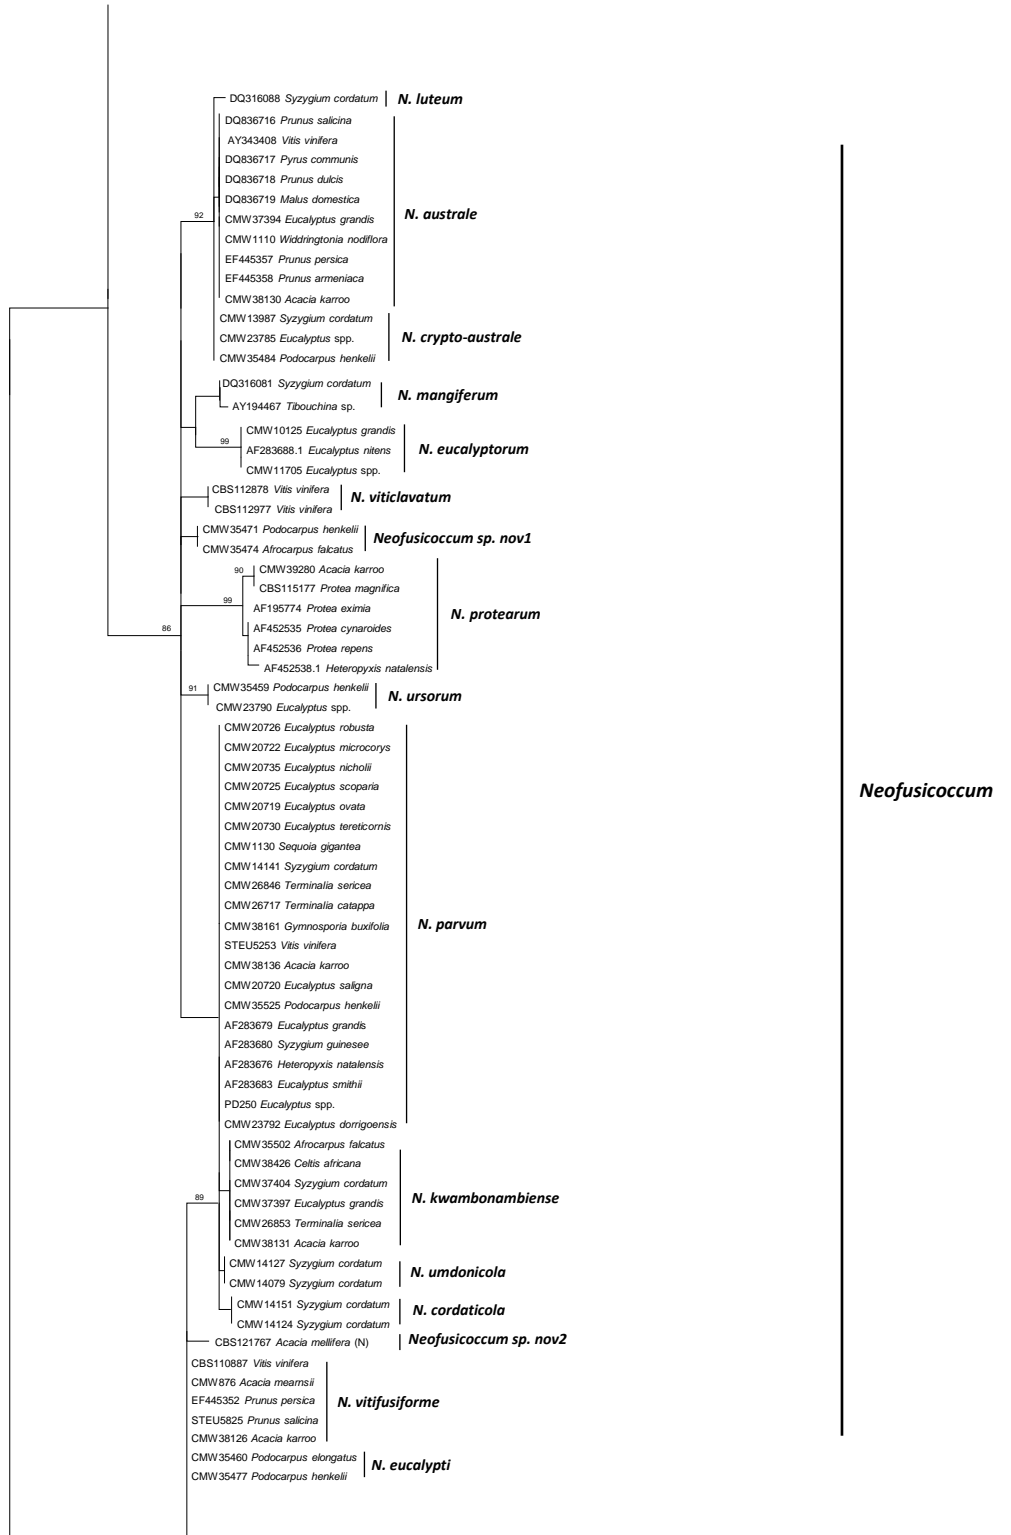 DQ316088 Syzygium cordatum
N. luteum
DQ836716 Prunus salicina
AY343408 Vitis vinifera
DQ836717 Pyrus communis
DQ836718 Prunus dulcis
DQ836719 Malus domestica
N. australe
92
CMW37394 Eucalyptus grandis
CMW1110 Widdringtonia nodiflora
EF445357 Prunus persica
EF445358 Prunus armeniaca
CMW38130 Acacia karroo
CMW13987 Syzygium cordatum
CMW23785 Eucalyptus spp.
N. crypto-australe
CMW35484 Podocarpus henkelii
DQ316081 Syzygium cordatum
N. mangiferum
AY194467 Tibouchina sp.
CMW10125 Eucalyptus grandis
99
AF283688.1 Eucalyptus nitens
N. eucalyptorum
CMW11705 Eucalyptus spp.
CBS112878 Vitis vinifera
N. viticlavatum
CBS112977 Vitis vinifera
CMW35471 Podocarpus henkelii
Neofusicoccum sp. nov1
CMW35474 Afrocarpus falcatus
90
CMW39280 Acacia karroo
CBS115177 Protea magnifica
99
AF195774 Protea eximia
N. protearum
86
AF452535 Protea cynaroides
AF452536 Protea repens
AF452538.1 Heteropyxis natalensis
91
CMW35459 Podocarpus henkelii
N. ursorum
CMW23790 Eucalyptus spp.
CMW20726 Eucalyptus robusta
CMW20722 Eucalyptus microcorys
CMW20735 Eucalyptus nicholii
CMW20725 Eucalyptus scoparia
Neofusicoccum
CMW20719 Eucalyptus ovata
CMW20730 Eucalyptus tereticornis
CMW1130 Sequoia gigantea
CMW14141 Syzygium cordatum
CMW26846 Terminalia sericea
CMW26717 Terminalia catappa
CMW38161 Gymnosporia buxifolia
N. parvum
STEU5253 Vitis vinifera
CMW38136 Acacia karroo
CMW20720 Eucalyptus saligna
CMW35525 Podocarpus henkelii
AF283679 Eucalyptus grandis
AF283680 Syzygium guinesee
AF283676 Heteropyxis natalensis
AF283683 Eucalyptus smithii
PD250 Eucalyptus spp.
CMW23792 Eucalyptus dorrigoensis
CMW35502 Afrocarpus falcatus
CMW38426 Celtis africana
CMW37404 Syzygium cordatum
89
N. kwambonambiense
CMW37397 Eucalyptus grandis
CMW26853 Terminalia sericea
CMW38131 Acacia karroo
CMW14127 Syzygium cordatum
N. umdonicola
CMW14079 Syzygium cordatum
CMW14151 Syzygium cordatum
N. cordaticola
CMW14124 Syzygium cordatum
CBS121767 Acacia mellifera (N)
Neofusicoccum sp. nov2
CBS110887 Vitis vinifera
CMW876 Acacia mearnsii
EF445352 Prunus persica
N. vitifusiforme
STEU5825 Prunus salicina
CMW38126 Acacia karroo
CMW35460 Podocarpus elongatus
N. eucalypti
CMW35477 Podocarpus henkelii